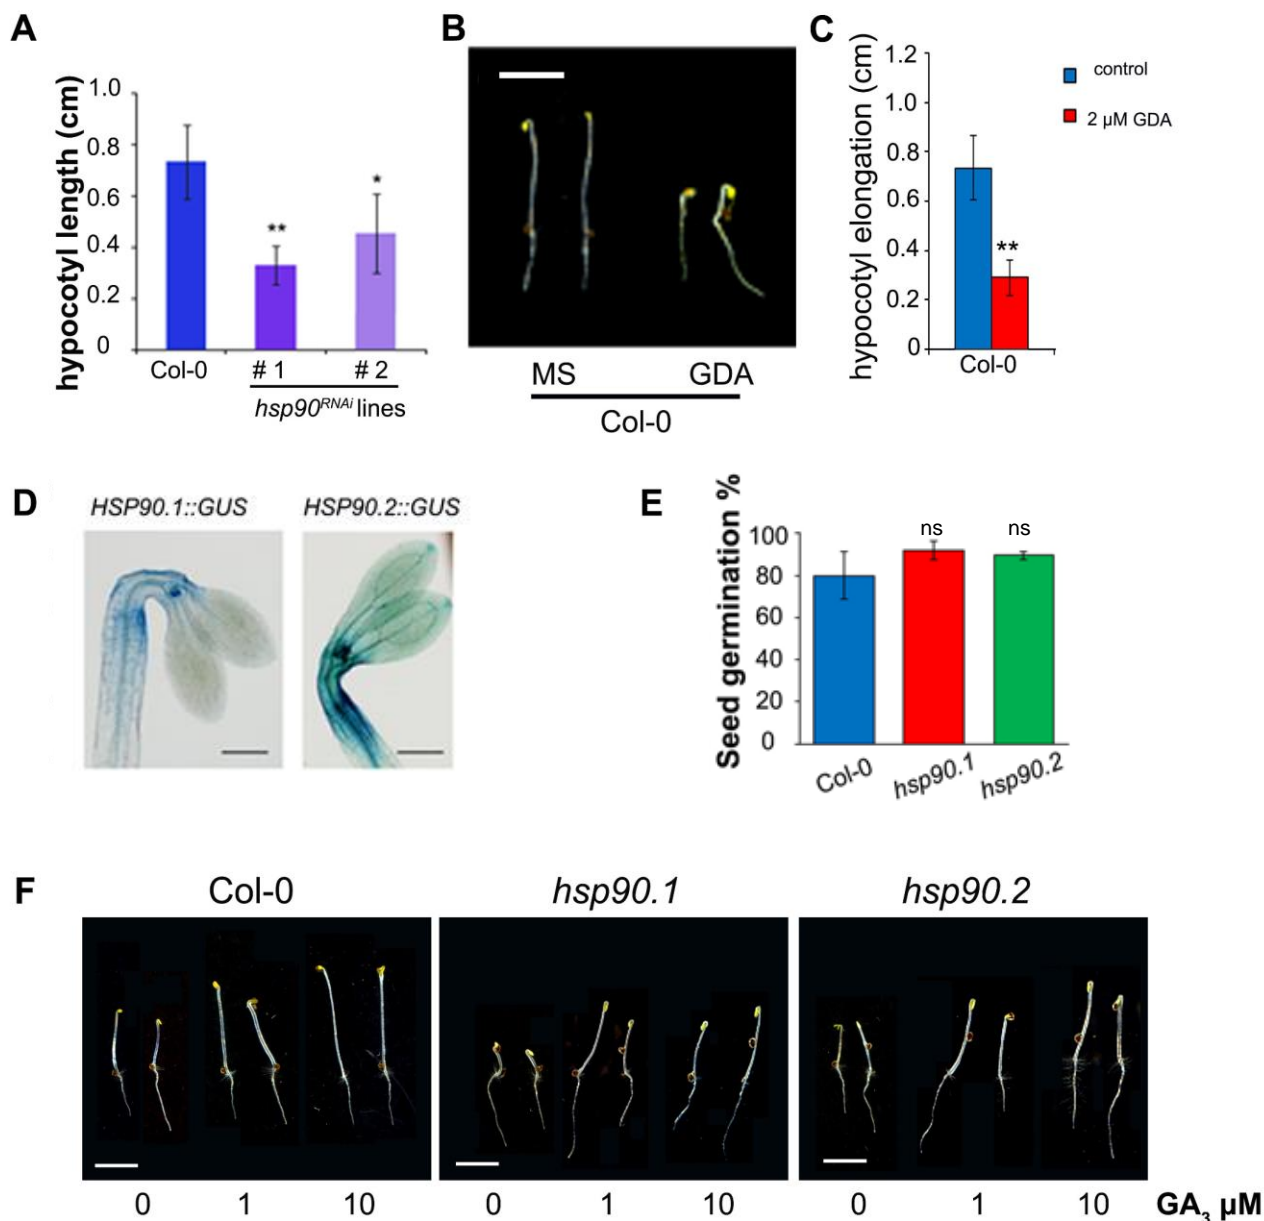 A
hypocotyl length (cm)
1.0
0.8
0.6
0.4
0.2
0
**
*
Col-0
# 1
# 2
hsp90RNAi lines
B
MS
GDA
Col-0
C
hypocotyl elongation (cm)
1.2
1.0
0.8
0.6
0.4
0.2
0
**
Col-0
control
2 µM GDA
D
HSP90.1::GUS
HSP90.2::GUS
E
Seed germination %
100
80
60
40
20
0
ns
ns
Col-0
hsp90.1
hsp90.2
F
Col-0
hsp90.1
hsp90.2
0 1 10
0 1 10
0 1 10
GA3 µM